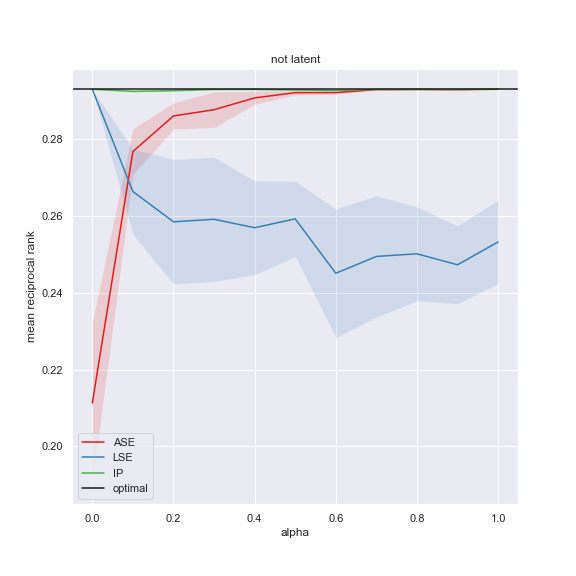 not latent
mean reciprocal rank
0.28
0.26
0.24
0.22
0.20
ASE
LSE
IP
optimal
0.0 0.2 0.4 0.6 0.8 1.0
alpha